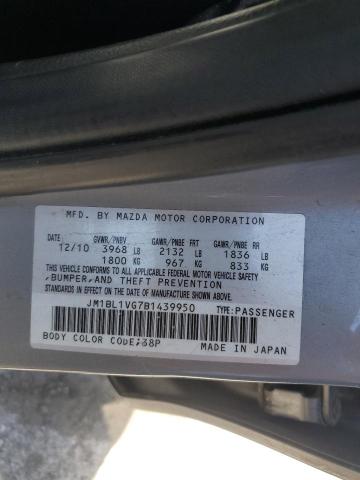 MFD. BY MAZDA MOTOR CORPORATION
GVWR/PNBV GAWR/PNBE FRT GAWR/PNBE RR
12/10 3968 LB 2132 LB 1836 LB
1800 KG 967 KG 833 KG
THIS VEHICLE CONFORMS TO ALL APPLICABLE FEDERAL MOTOR VEHICLE SAFETY
,BUMPER,AND THEFT PREVENTION
STANDARDS IN EFFECT ON THE DATE OF MANUFACTURE SHOWN ABOVE.
JM1BL1VG7B1439950 TYPE:PASSENGER
BODY COLOR CODE:38P MADE IN JAPAN